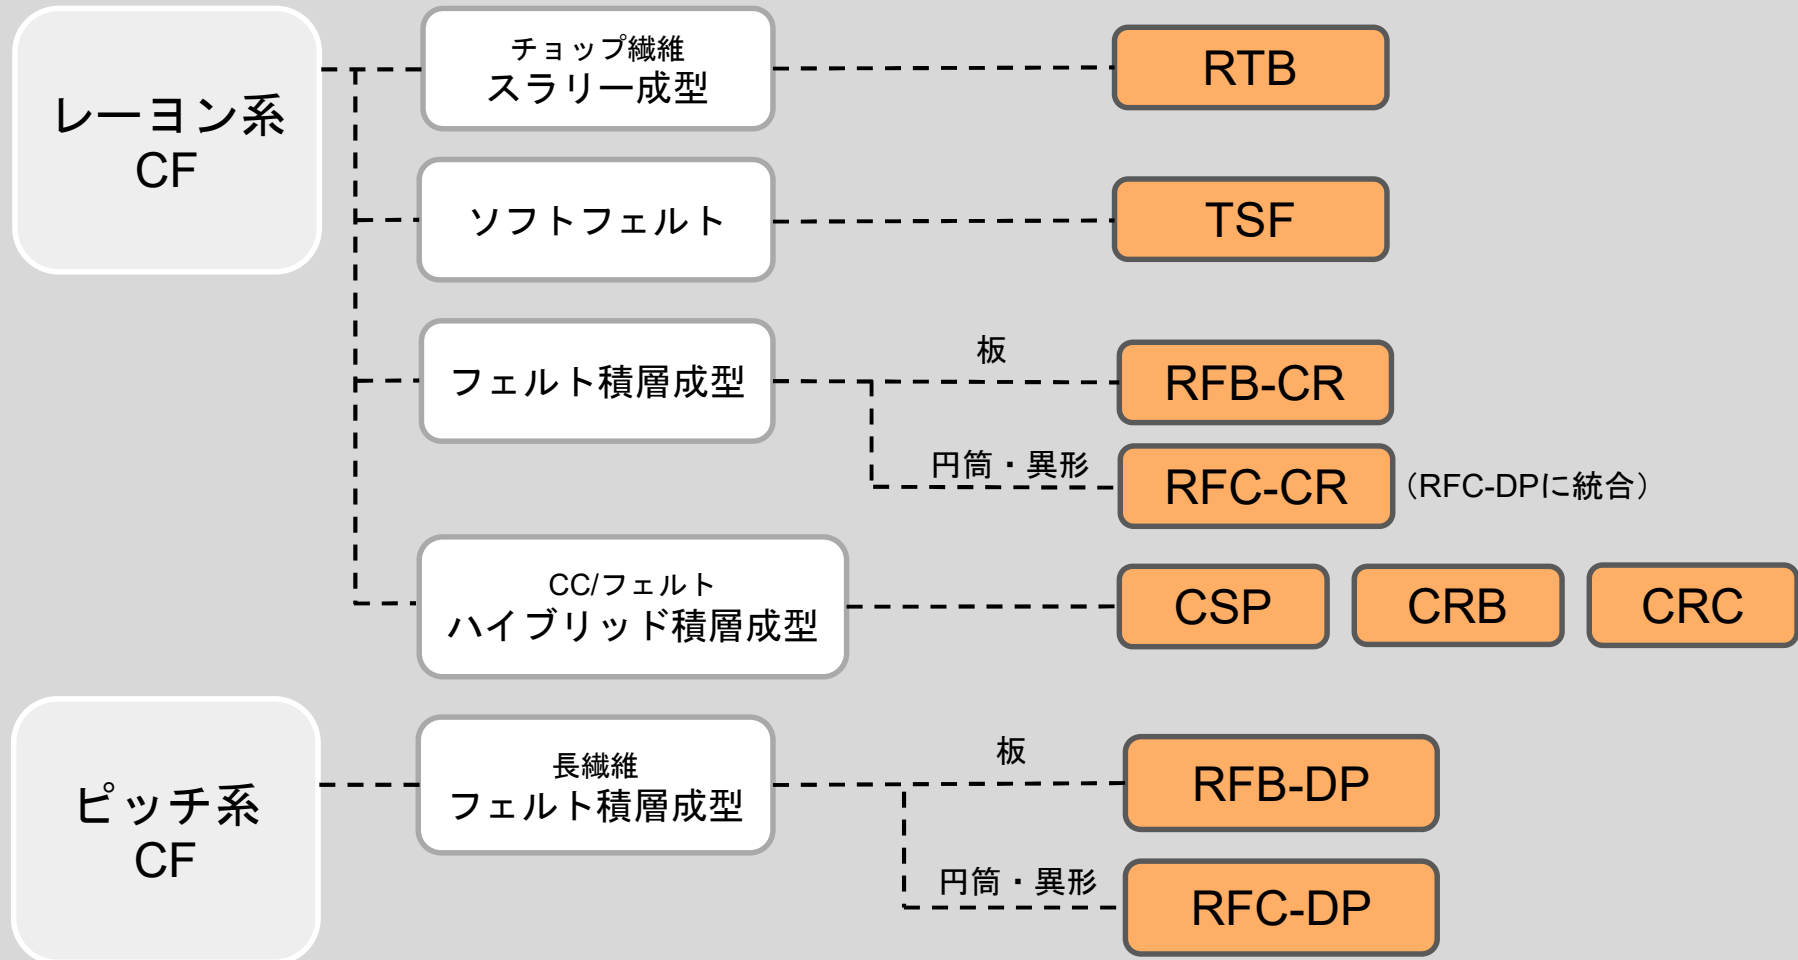 レーヨン系
CF
チョップ繊維
スラリー成型
RTB
ソフトフェルト
TSF
フェルト積層成型
板
RFB-CR
円筒・異形
RFC-CR
（RFC-DPに統合）
CC/フェルト
ハイブリッド積層成型
CSP
CRB
CRC
ピッチ系
CF
長繊維
フェルト積層成型
板
RFB-DP
円筒・異形
RFC-DP